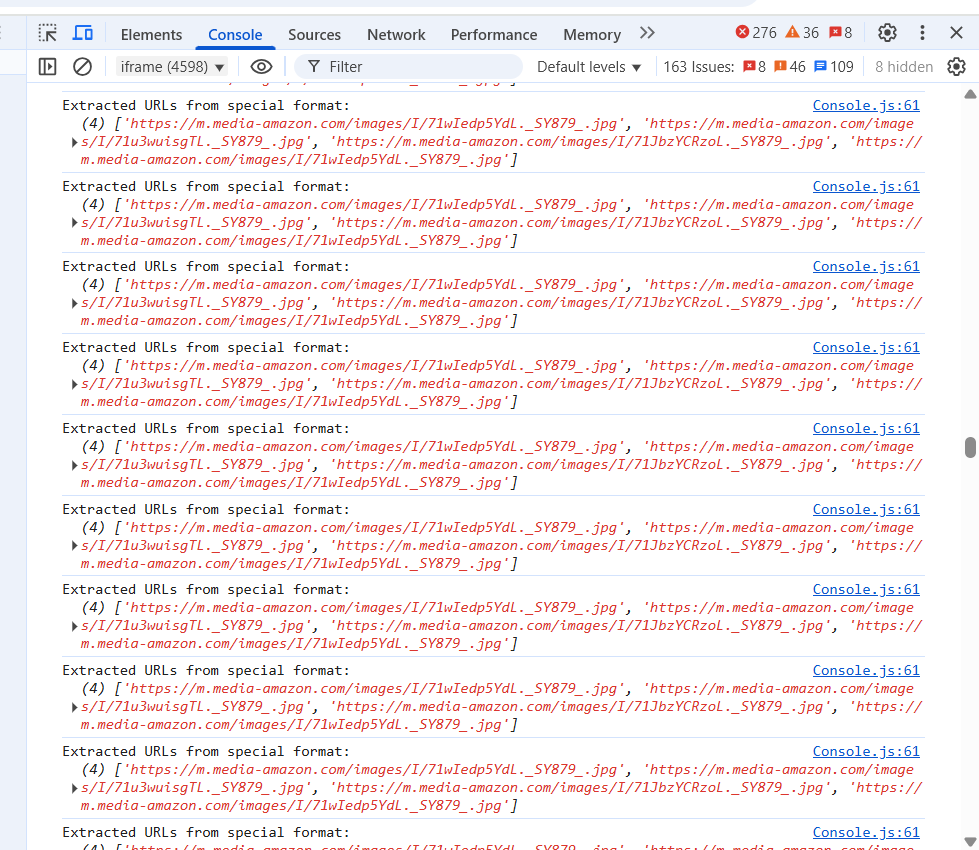 Elements Console Sources Network Performance Memory 276 36 8
iframe (4598) Filter Default levels 163 Issues: 8 46 109 8 hidden
Extracted URLs from special format: Console.js:61
(4) ['https://m.media-amazon.com/images/I/71wIedp5YdL._SY879_.jpg', 'https://m.media-amazon.com/image
s/I/71u3wuisgTL._SY879_.jpg', 'https://m.media-amazon.com/images/I/71JbzYCRzoL._SY879_.jpg', 'https://
m.media-amazon.com/images/I/71wIedp5YdL._SY879_.jpg']
Extracted URLs from special format: Console.js:61
(4) ['https://m.media-amazon.com/images/I/71wIedp5YdL._SY879_.jpg', 'https://m.media-amazon.com/image
s/I/71u3wuisgTL._SY879_.jpg', 'https://m.media-amazon.com/images/I/71JbzYCRzoL._SY879_.jpg', 'https://
m.media-amazon.com/images/I/71wIedp5YdL._SY879_.jpg']
Extracted URLs from special format: Console.js:61
(4) ['https://m.media-amazon.com/images/I/71wIedp5YdL._SY879_.jpg', 'https://m.media-amazon.com/image
s/I/71u3wuisgTL._SY879_.jpg', 'https://m.media-amazon.com/images/I/71JbzYCRzoL._SY879_.jpg', 'https://
m.media-amazon.com/images/I/71wIedp5YdL._SY879_.jpg']
Extracted URLs from special format: Console.js:61
(4) ['https://m.media-amazon.com/images/I/71wIedp5YdL._SY879_.jpg', 'https://m.media-amazon.com/image
s/I/71u3wuisgTL._SY879_.jpg', 'https://m.media-amazon.com/images/I/71JbzYCRzoL._SY879_.jpg', 'https://
m.media-amazon.com/images/I/71wIedp5YdL._SY879_.jpg']
Extracted URLs from special format: Console.js:61
(4) ['https://m.media-amazon.com/images/I/71wIedp5YdL._SY879_.jpg', 'https://m.media-amazon.com/image
s/I/71u3wuisgTL._SY879_.jpg', 'https://m.media-amazon.com/images/I/71JbzYCRzoL._SY879_.jpg', 'https://
m.media-amazon.com/images/I/71wIedp5YdL._SY879_.jpg']
Extracted URLs from special format: Console.js:61
(4) ['https://m.media-amazon.com/images/I/71wIedp5YdL._SY879_.jpg', 'https://m.media-amazon.com/image
s/I/71u3wuisgTL._SY879_.jpg', 'https://m.media-amazon.com/images/I/71JbzYCRzoL._SY879_.jpg', 'https://
m.media-amazon.com/images/I/71wIedp5YdL._SY879_.jpg']
Extracted URLs from special format: Console.js:61
(4) ['https://m.media-amazon.com/images/I/71wIedp5YdL._SY879_.jpg', 'https://m.media-amazon.com/image
s/I/71u3wuisgTL._SY879_.jpg', 'https://m.media-amazon.com/images/I/71JbzYCRzoL._SY879_.jpg', 'https://
m.media-amazon.com/images/I/71wIedp5YdL._SY879_.jpg']
Extracted URLs from special format: Console.js:61
(4) ['https://m.media-amazon.com/images/I/71wIedp5YdL._SY879_.jpg', 'https://m.media-amazon.com/image
s/I/71u3wuisgTL._SY879_.jpg', 'https://m.media-amazon.com/images/I/71JbzYCRzoL._SY879_.jpg', 'https://
m.media-amazon.com/images/I/71wIedp5YdL._SY879_.jpg']
Extracted URLs from special format: Console.js:61
(4) ['https://m.media-amazon.com/images/I/71wIedp5YdL._SY879_.jpg', 'https://m.media-amazon.com/image
s/I/71u3wuisgTL._SY879_.jpg', 'https://m.media-amazon.com/images/I/71JbzYCRzoL._SY879_.jpg', 'https://
m.media-amazon.com/images/I/71wIedp5YdL._SY879_.jpg']
Extracted URLs from special format: Console.js:61